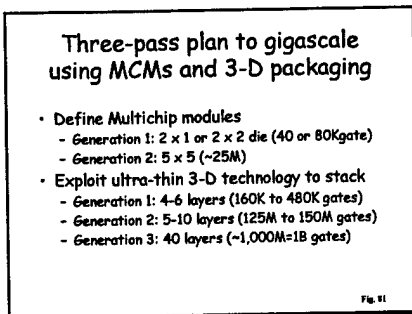 Three-pass plan to gigascale
using MCMs and 3-D packaging
• Define Multichip modules
- Generation 1: 2 x 1 or 2 x 2 die (40 or 80Kgate)
- Generation 2: 5 x 5 (~25M)
• Exploit ultra-thin 3-D technology to stack
- Generation 1: 4-6 layers (160K to 480K gates)
- Generation 2: 5-10 layers (125M to 150M gates)
- Generation 3: 40 layers (~1,000M=1B gates)
Fig. 81